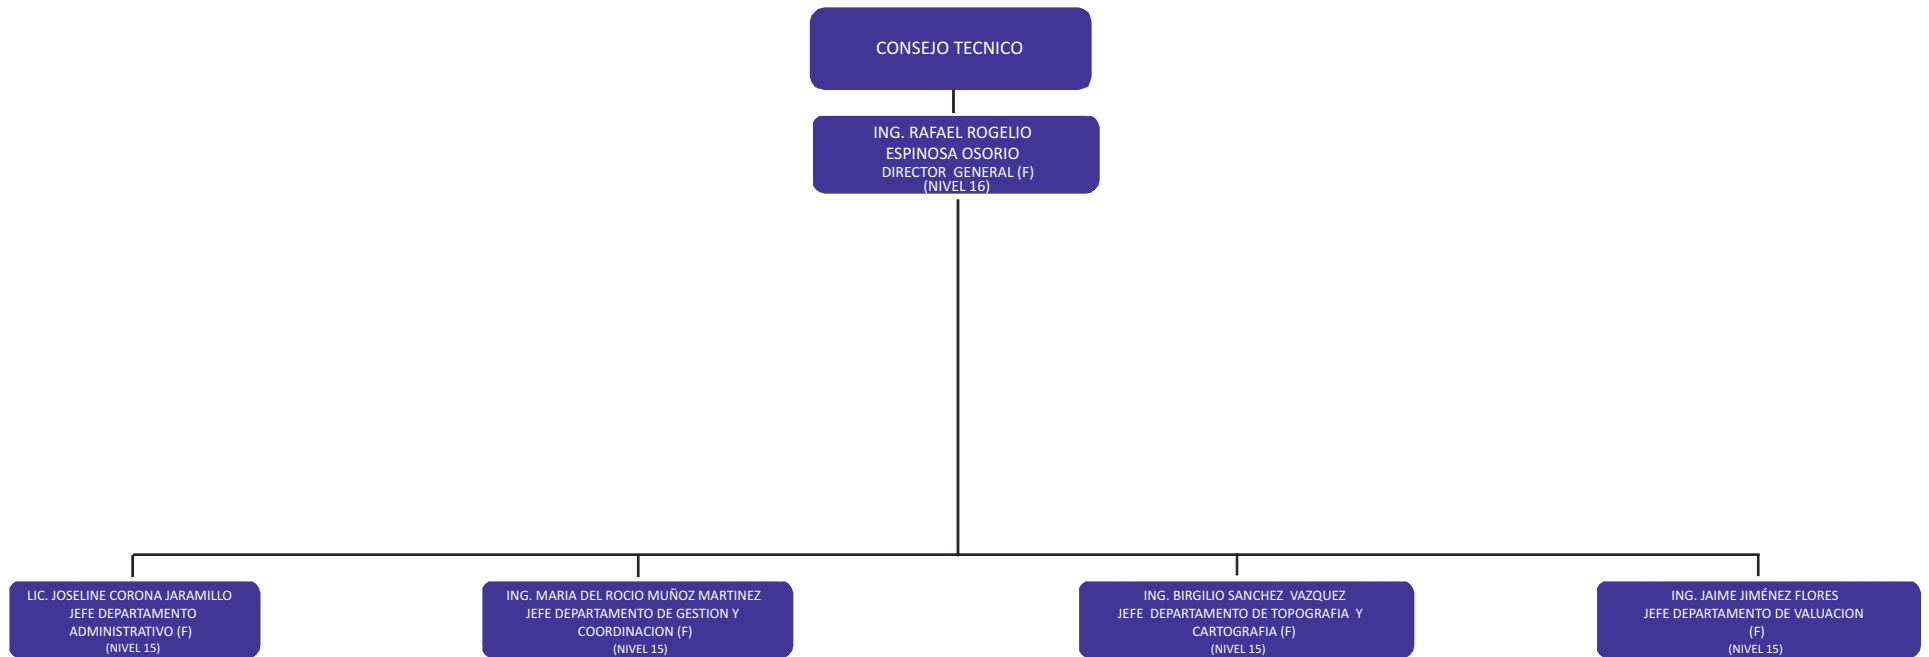 CONSEJO TECNICO
ING. RAFAEL ROGELIO
ESPINOSA OSORIO
DIRECTOR GENERAL (F)
(NIVEL 16)
LIC. JOSELINE CORONA JARAMILLO
JEFE DEPARTAMENTO
ADMINISTRATIVO (F)
(NIVEL 15)
ING. MARIA DEL ROCIO MUÑOZ MARTINEZ
JEFE DEPARTAMENTO DE GESTION Y
COORDINACION (F)
(NIVEL 15)
ING. BIRGILIO SANCHEZ VAZQUEZ
JEFE DEPARTAMENTO DE TOPOGRAFIA Y
CARTOGRAFIA (F)
(NIVEL 15)
ING. JAIME JIMÉNEZ FLORES
JEFE DEPARTAMENTO DE VALUACION
(F)
(NIVEL 15)